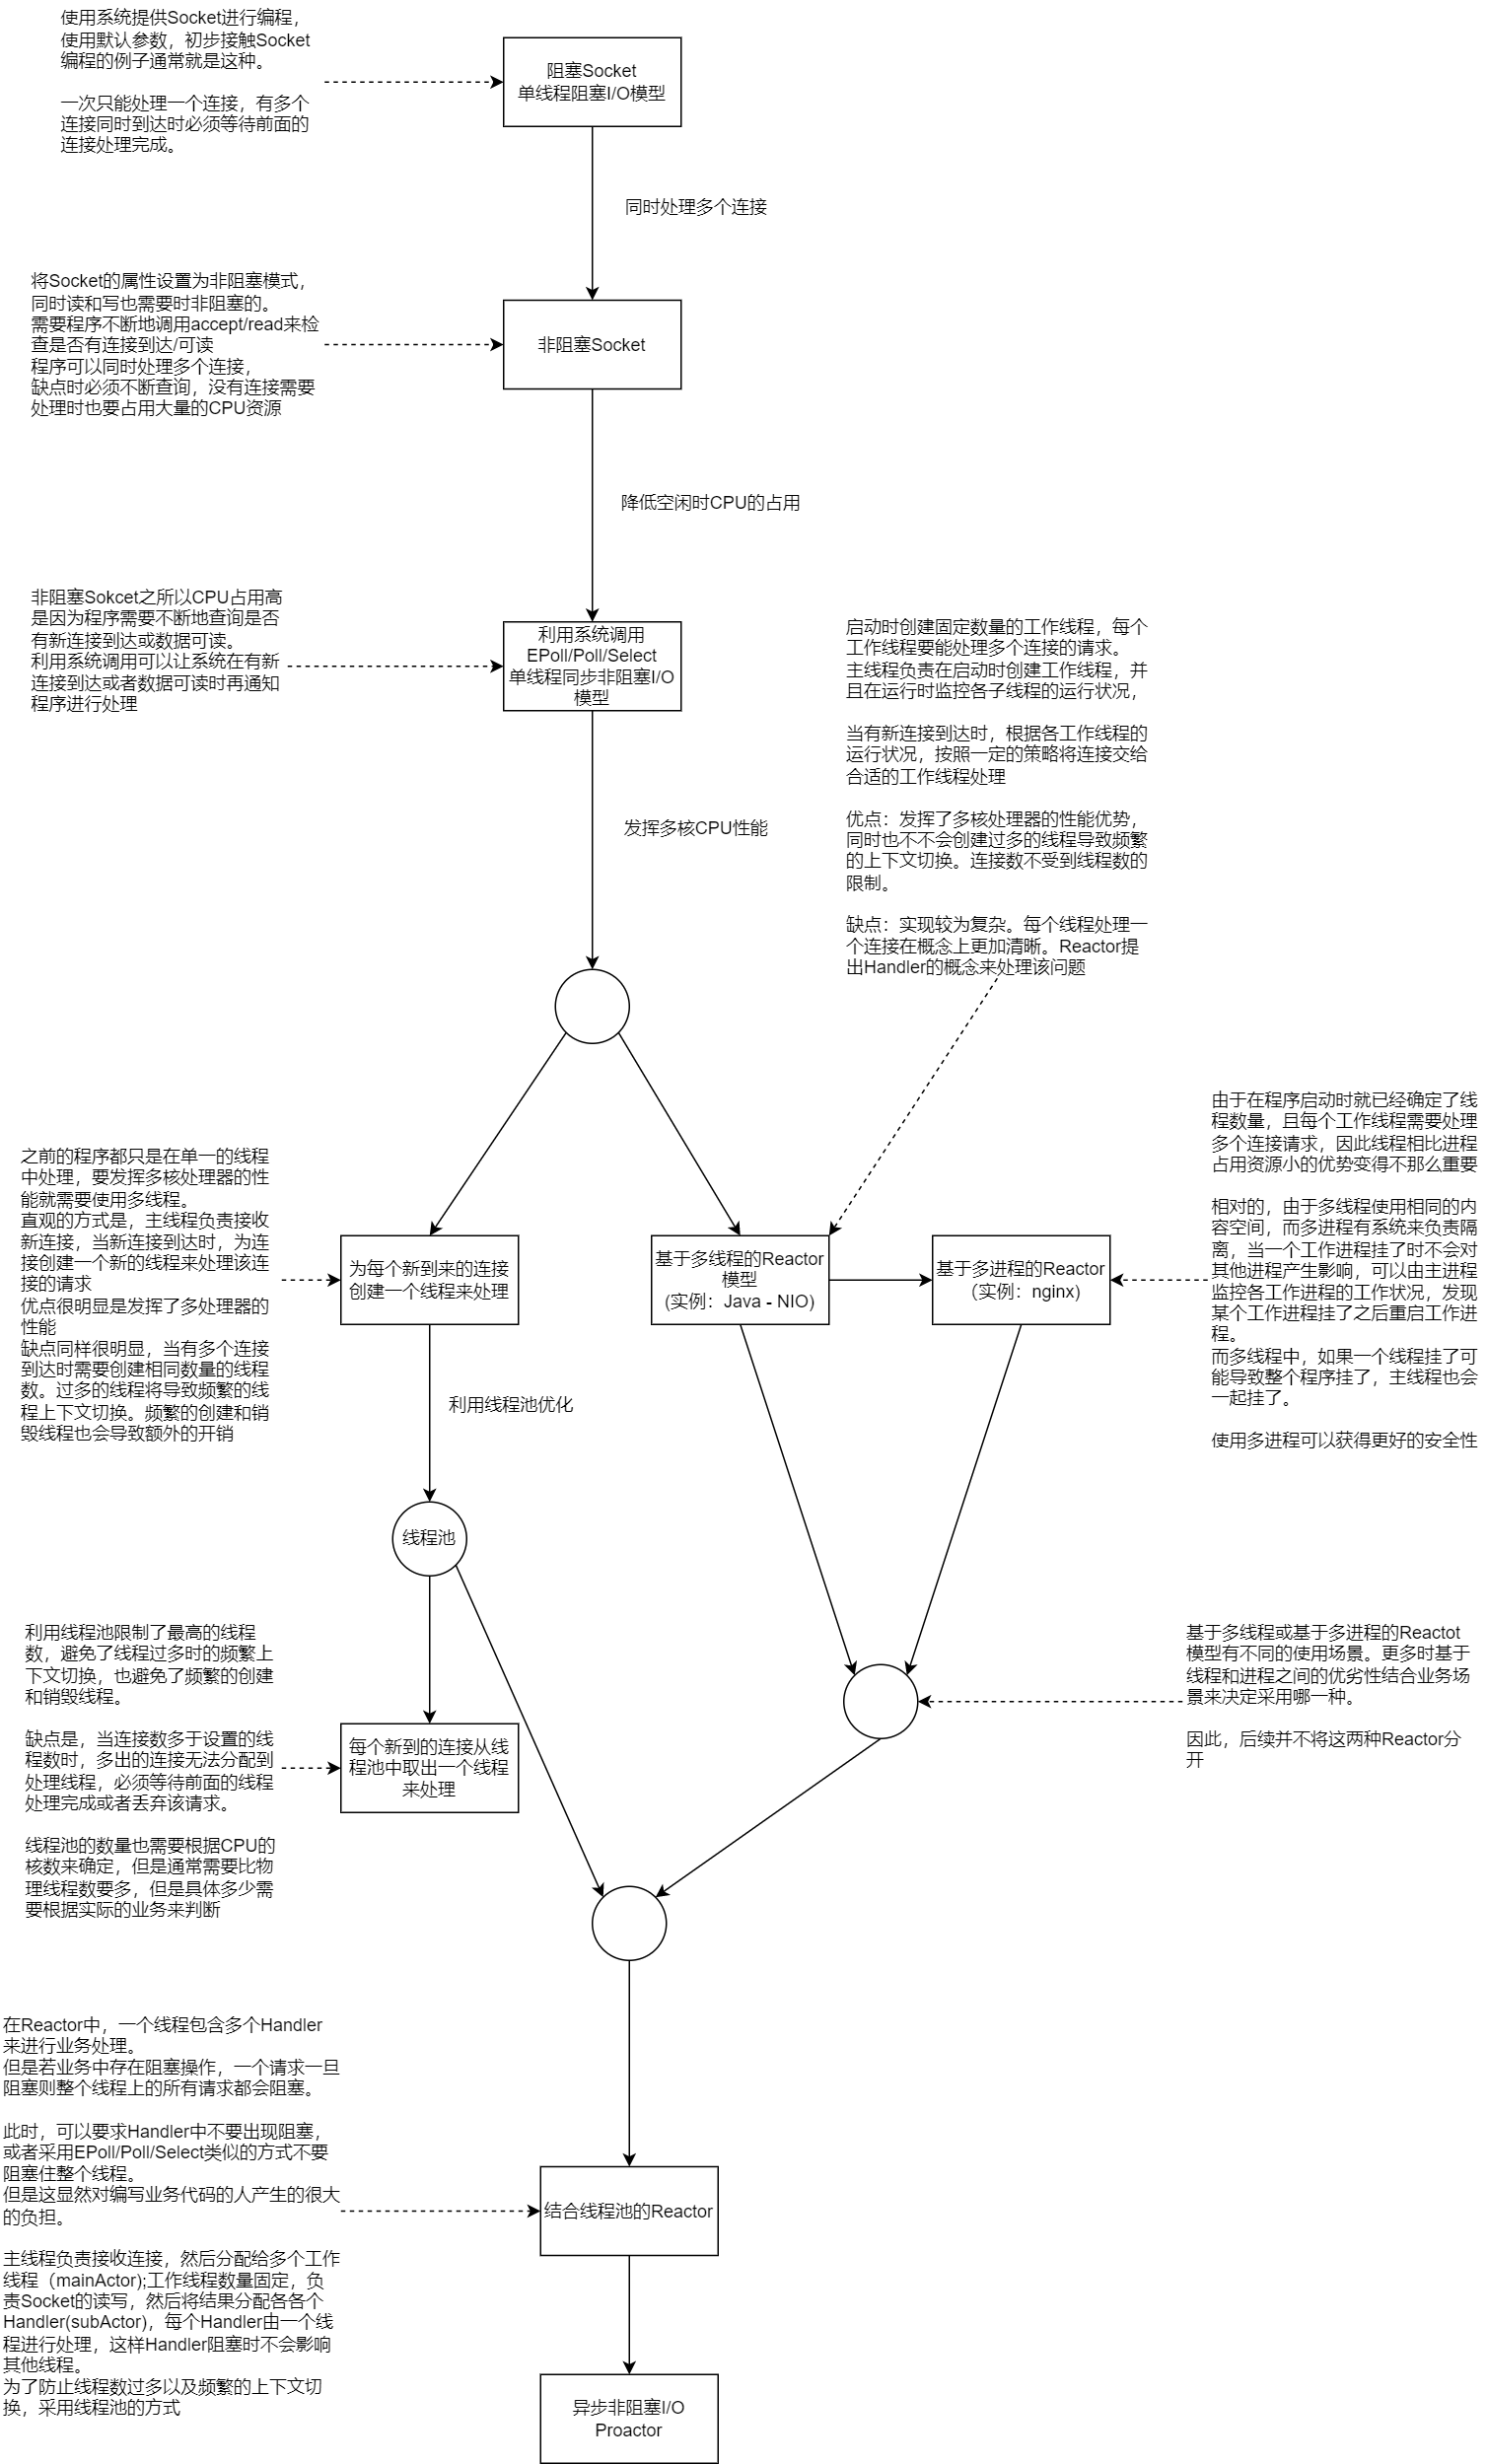 使用系统提供Socket进行编程，
使用默认参数，初步接触Socket
编程的例子通常就是这种。
一次只能处理一个连接，有多个
连接同时到达时必须等待前面的
连接处理完成。
阻塞Socket
单线程阻塞I/O模型
同时处理多个连接
将Socket的属性设置为非阻塞模式，
同时读和写也需要时非阻塞的。
需要程序不断地调用accept/read来检
查是否有连接到达/可读
程序可以同时处理多个连接，
缺点时必须不断查询，没有连接需要
处理时也要占用大量的CPU资源
非阻塞Socket
降低空闲时CPU的占用
非阻塞Sokcet之所以CPU占用高
是因为程序需要不断地查询是否
有新连接到达或数据可读。
利用系统调用可以让系统在有新
连接到达或者数据可读时再通知
程序进行处理
利用系统调用
EPoll/Poll/Select
单线程同步非阻塞I/O
模型
启动时创建固定数量的工作线程，每个
工作线程要能处理多个连接的请求。
主线程负责在启动时创建工作线程，并
且在运行时监控各子线程的运行状况，
当有新连接到达时，根据各工作线程的
运行状况，按照一定的策略将连接交给
合适的工作线程处理
优点：发挥了多核处理器的性能优势，
同时也不不会创建过多的线程导致频繁
的上下文切换。连接数不受到线程数的
限制。
缺点：实现较为复杂。每个线程处理一
个连接在概念上更加清晰。Reactor提
出Handler的概念来处理该问题
发挥多核CPU性能
之前的程序都只是在单一的线程
中处理，要发挥多核处理器的性
能就需要使用多线程。
直观的方式是，主线程负责接收
新连接，当新连接到达时，为连
接创建一个新的线程来处理该连
接的请求
优点很明显是发挥了多处理器的
性能
缺点同样很明显，当有多个连接
到达时需要创建相同数量的线程
数。过多的线程将导致频繁的线
程上下文切换。频繁的创建和销
毁线程也会导致额外的开销
为每个新到来的连接
创建一个线程来处理
基于多线程的Reactor
模型
(实例：Java - NIO)
基于多进程的Reactor
（实例：nginx)
由于在程序启动时就已经确定了线
程数量，且每个工作线程需要处理
多个连接请求，因此线程相比进程
占用资源小的优势变得不那么重要
相对的，由于多线程使用相同的内
容空间，而多进程有系统来负责隔
离，当一个工作进程挂了时不会对
其他进程产生影响，可以由主进程
监控各工作进程的工作状况，发现
某个工作进程挂了之后重启工作进
程。
而多线程中，如果一个线程挂了可
能导致整个程序挂了，主线程也会
一起挂了。
使用多进程可以获得更好的安全性
利用线程池优化
线程池
利用线程池限制了最高的线程
数，避免了线程过多时的频繁上
下文切换，也避免了频繁的创建
和销毁线程。
缺点是，当连接数多于设置的线
程数时，多出的连接无法分配到
处理线程，必须等待前面的线程
处理完成或者丢弃该请求。
线程池的数量也需要根据CPU的
核数来确定，但是通常需要比物
理线程数要多，但是具体多少需
要根据实际的业务来判断
每个新到的连接从线
程池中取出一个线程
来处理
基于多线程或基于多进程的Reactot
模型有不同的使用场景。更多时基于
线程和进程之间的优劣性结合业务场
景来决定采用哪一种。
因此，后续并不将这两种Reactor分
开
在Reactor中，一个线程包含多个Handler
来进行业务处理。
但是若业务中存在阻塞操作，一个请求一旦
阻塞则整个线程上的所有请求都会阻塞。
此时，可以要求Handler中不要出现阻塞，
或者采用EPoll/Poll/Select类似的方式不要
阻塞住整个线程。
但是这显然对编写业务代码的人产生的很大
的负担。
主线程负责接收连接，然后分配给多个工作
线程（mainActor);工作线程数量固定，负
责Socket的读写，然后将结果分配各各个
Handler(subActor)，每个Handler由一个线
程进行处理，这样Handler阻塞时不会影响
其他线程。
为了防止线程数过多以及频繁的上下文切
换，采用线程池的方式
结合线程池的Reactor
异步非阻塞I/O
Proactor